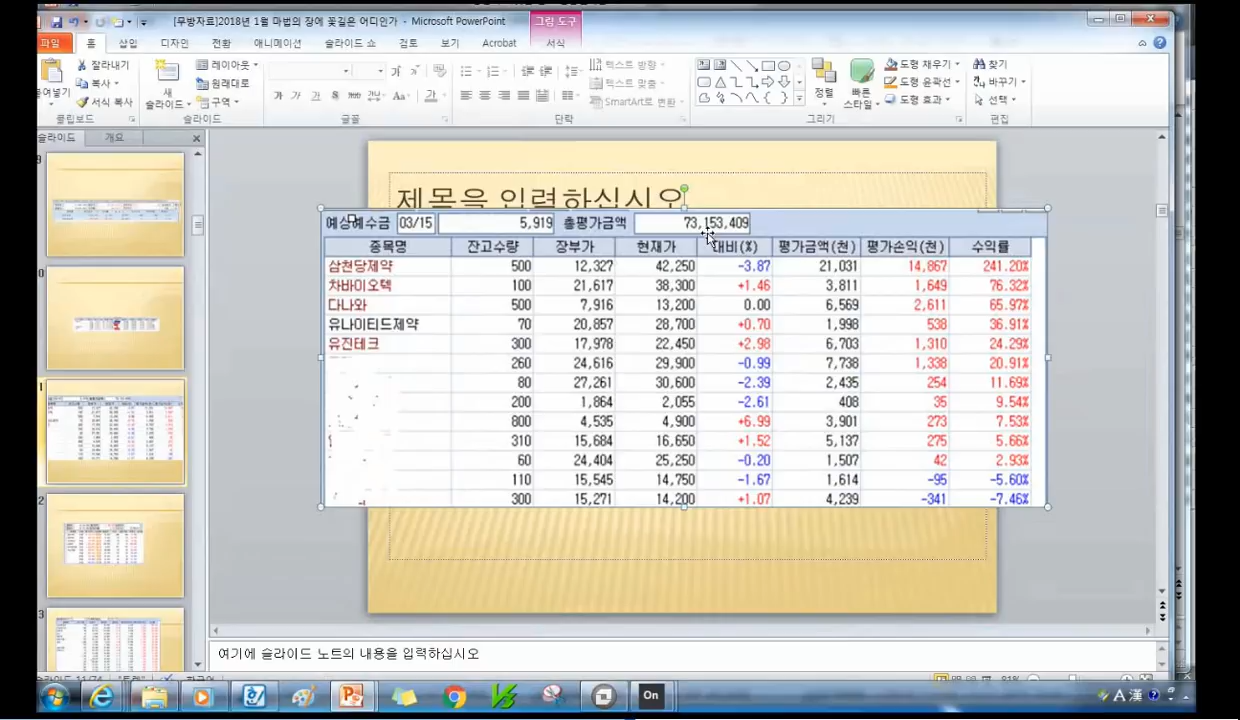 [무방자료]2018년 1월 마법의 장에 꽃길은 어디인가 - Microsoft PowerPoint
그림 도구
파일 홈 삽입 디자인 전환 애니메이션 슬라이드 쇼 검토 보기 Acrobat 서식
잘라내기
복사
서식 복사
붙여넣기
클립보드
새 슬라이드
레이아웃
원래대로
구역
슬라이드
글꼴
텍스트 방향
텍스트 맞춤
SmartArt로 변환
단락
정렬
빠른 스타일
도형 채우기
도형 윤곽선
도형 효과
그리기
찾기
바꾸기
선택
편집
슬라이드 개요
제목을 입력하십시오
예상예수금 03/15 5,919 총평가금액 73,153,409
종목명 잔고수량 장부가 현재가 대비(%) 평가금액(천) 평가손익(천) 수익률
삼천당제약 500 12,327 42,250 -3.87 21,031 14,867 241.20%
차바이오텍 100 21,617 38,300 +1.46 3,811 1,649 76.32%
다나와 500 7,916 13,200 0.00 6,569 2,611 65.97%
유나이티드제약 70 20,857 28,700 +0.70 1,998 538 36.91%
유진테크 300 17,978 22,450 +2.98 6,703 1,310 24.29%
260 24,616 29,900 -0.99 7,738 1,338 20.91%
80 27,261 30,600 -2.39 2,435 254 11.69%
200 1,864 2,055 -2.61 408 35 9.54%
800 4,535 4,900 +6.99 3,901 273 7.53%
310 15,684 16,650 +1.52 5,137 275 5.66%
60 24,404 25,250 -0.20 1,507 42 2.93%
110 15,545 14,750 -1.67 1,614 -95 -5.60%
300 15,271 14,200 +1.07 4,239 -341 -7.46%
여기에 슬라이드 노트의 내용을 입력하십시오
On
A 漢